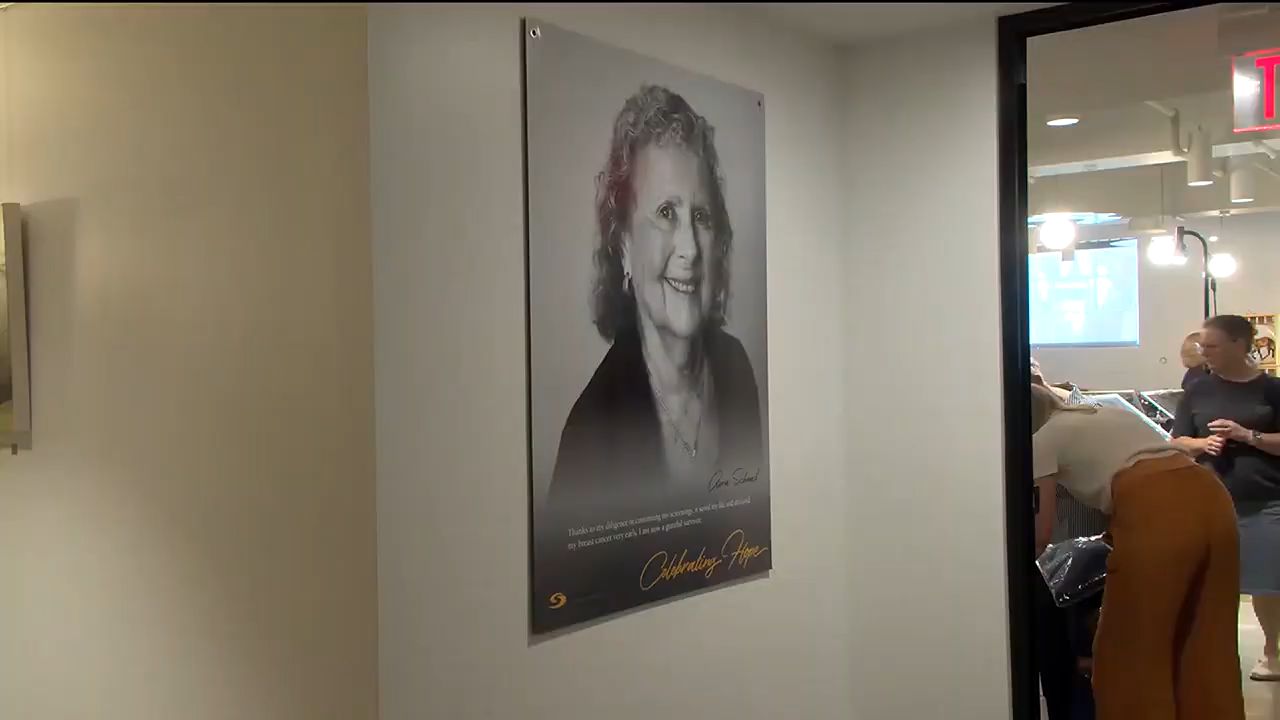 T
Thanks to my diligence in continuing my screenings, it saved my life and
my breast cancer very early. I am now a grateful survivor.
Celebrating Hope